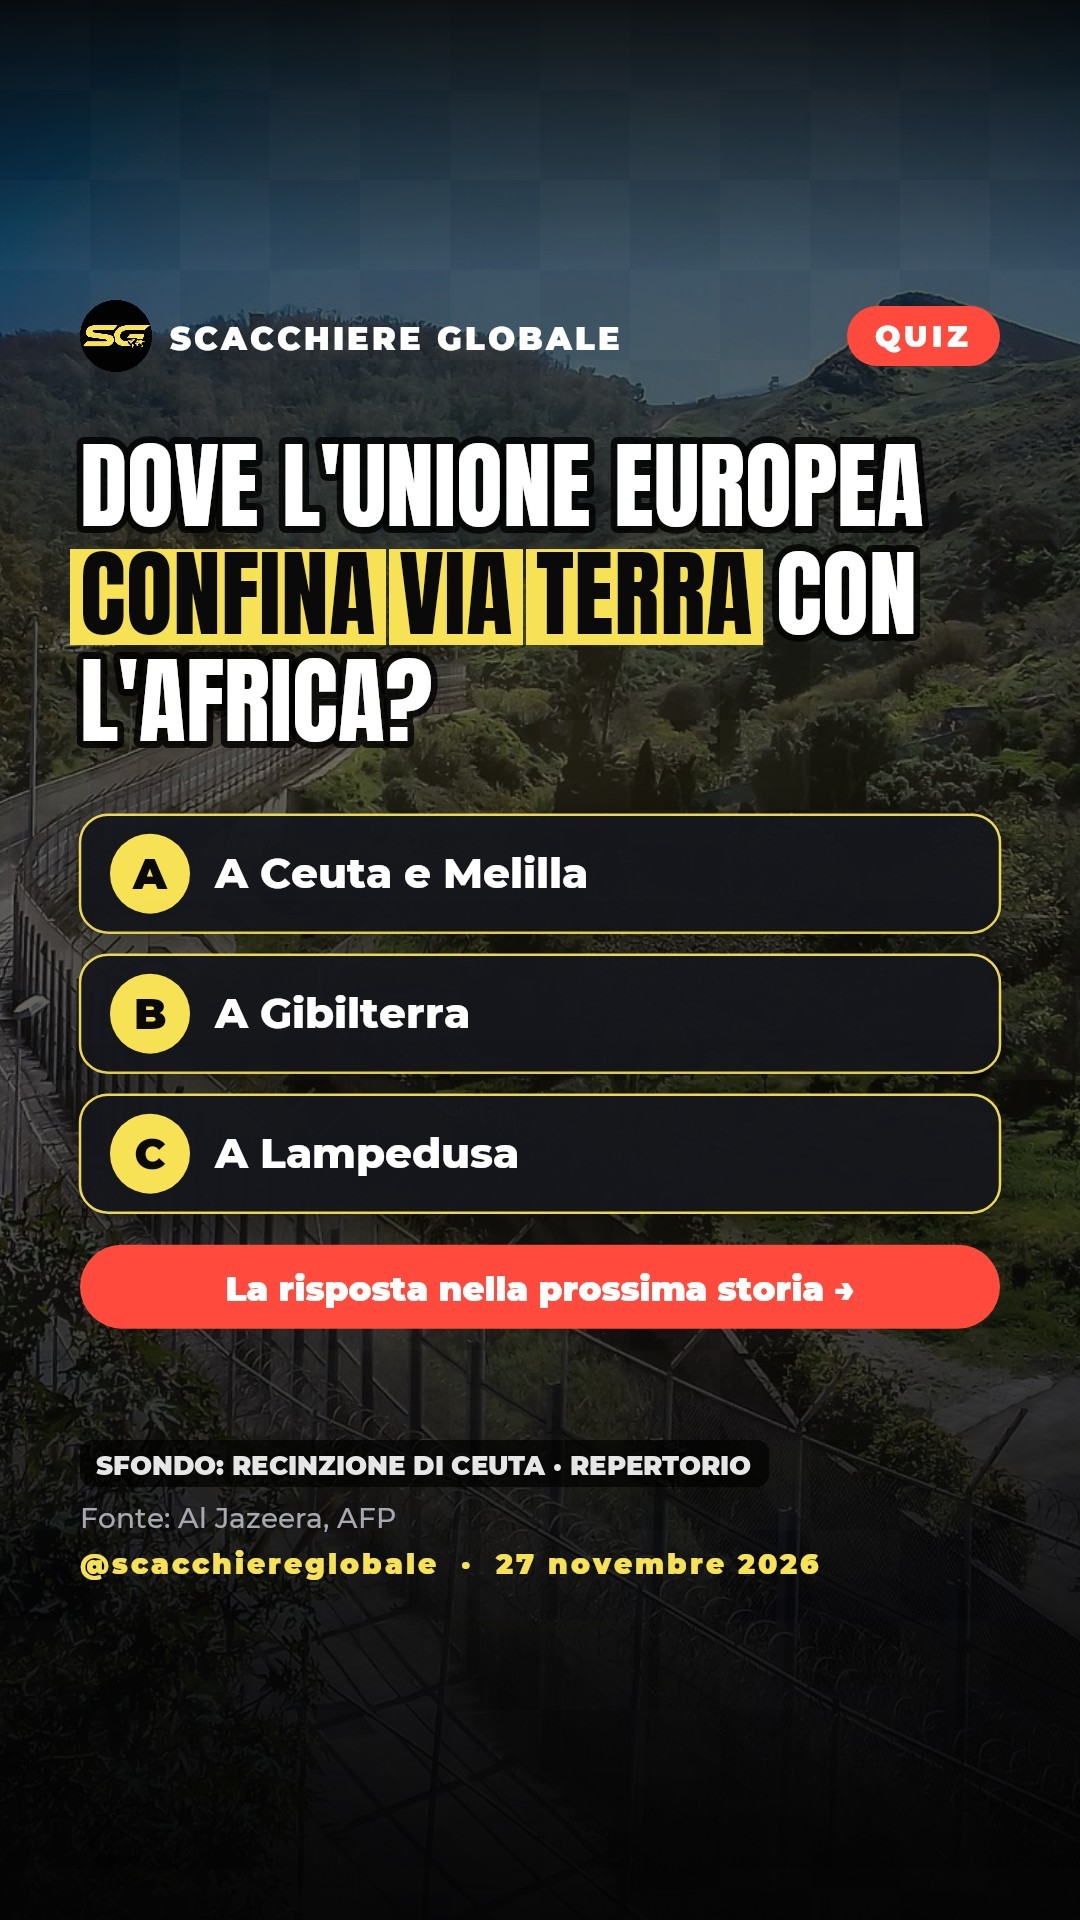 SG SCACCHIERE GLOBALE
QUIZ
DOVE L'UNIONE EUROPEA
CONFINA VIA TERRA CON
L'AFRICA?
A A Ceuta e Melilla
B A Gibilterra
C A Lampedusa
La risposta nella prossima storia →
SFONDO: RECINZIONE DI CEUTA • REPERTORIO
Fonte: Al Jazeera, AFP
@scacchiereglobale • 27 novembre 2026